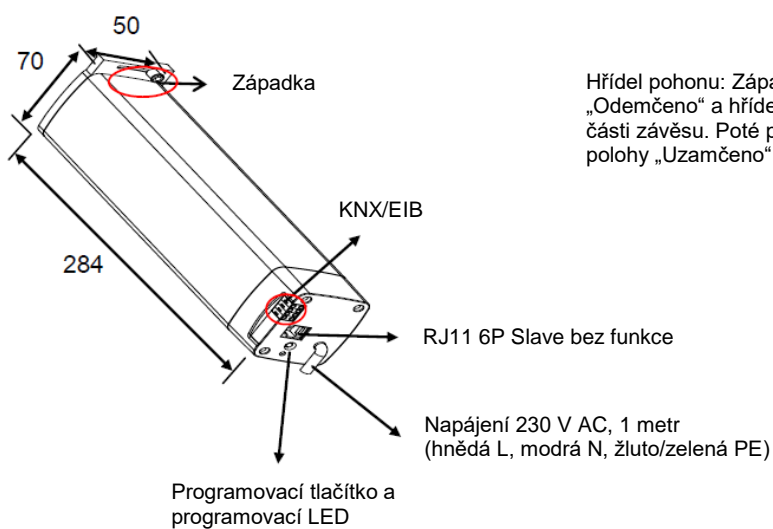 50
70
Západka
Hřídel pohonu: Zápa
„Odemčeno“ a hříde
části závěsu. Poté p
polohy „Uzamčeno“
KNX/EIB
284
RJ11 6P Slave bez funkce
Napájení 230 V AC, 1 metr
(hnědá L, modrá N, žluto/zelená PE)
Programovací tlačítko a
programovací LED